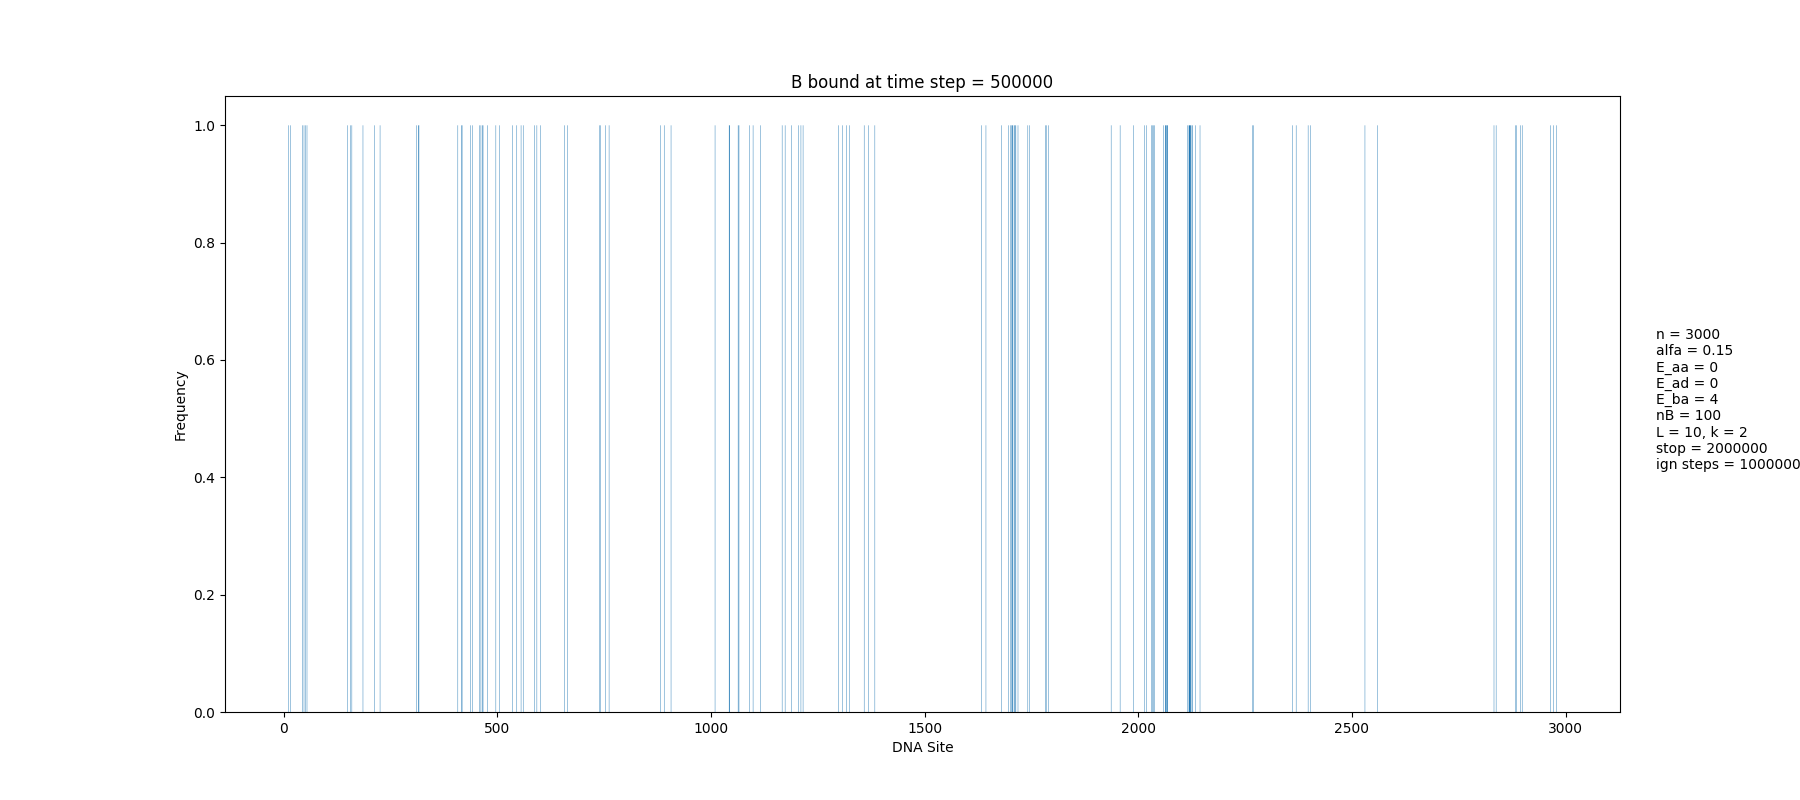 B bound at time step = 500000
1.0
0.8
0.6
0.4
0.2
0.0
Frequency
0 500 1000 1500 2000 2500 3000
DNA Site
n = 3000
alfa = 0.15
E_aa = 0
E_ad = 0
E_ba = 4
nB = 100
L = 10, k = 2
stop = 2000000
ign steps = 1000000